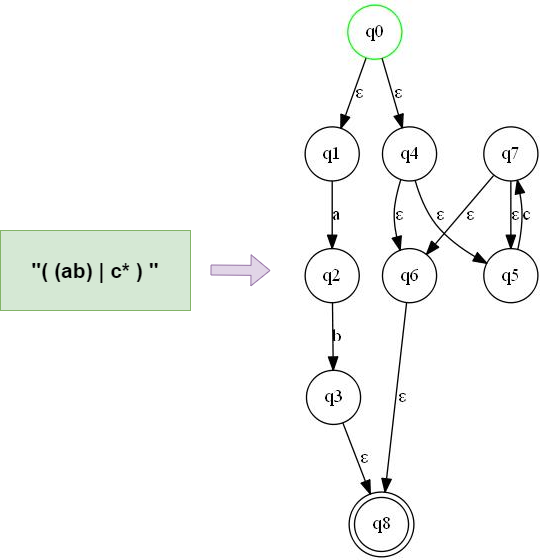 q0
ε ε
q1 q4 q7
a ε ε ε ε c
"( (ab) | c* ) "
q2 q6 q5
b
q3
ε
ε
q8